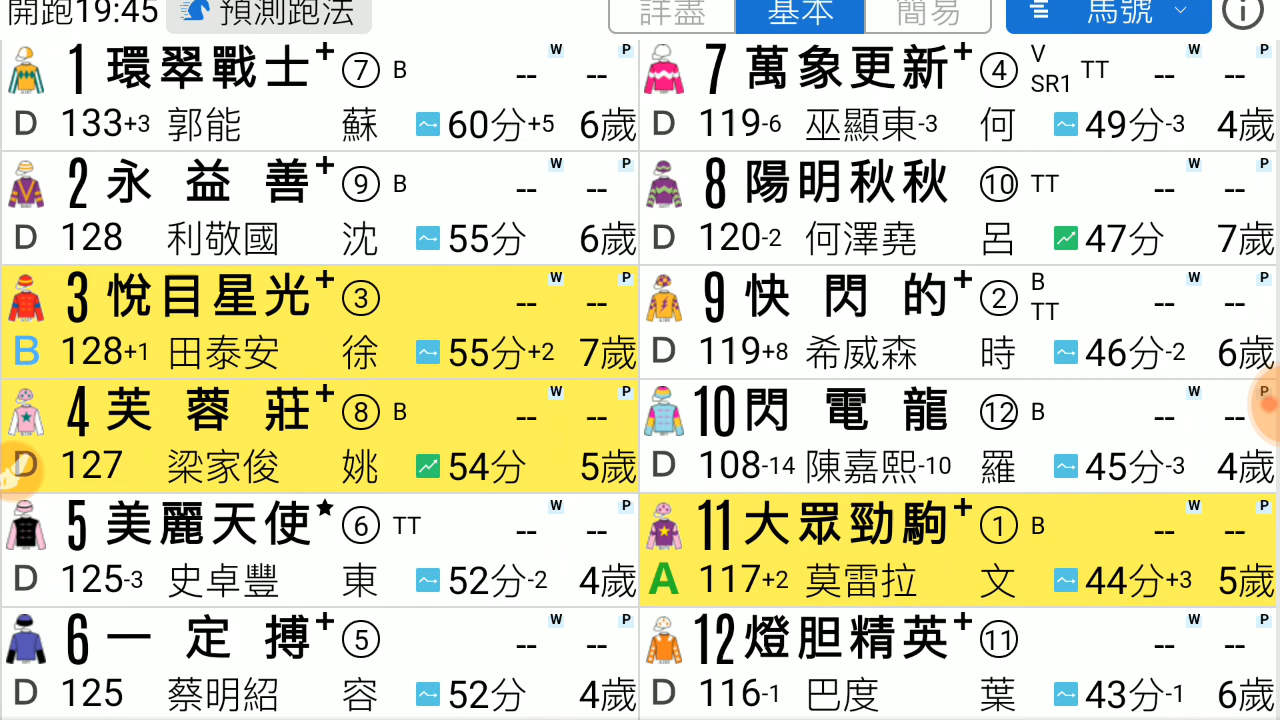 開跑19:45 預測跑法 詳盡 基本 簡易 馬號
1 環翠戰士+ ⑦ B -- W -- P
D 133+3 郭能 蘇 60分+5 6歲
2 永益善+ ⑨ B -- W -- P
D 128 利敬國 沈 55分 6歲
3 悅目星光+ ③ -- W -- P
B 128+1 田泰安 徐 55分+2 7歲
4 芙蓉莊+ ⑧ B -- W -- P
D 127 梁家俊 姚 54分 5歲
5 美麗天使★ ⑥ TT -- W -- P
D 125-3 史卓豐 東 52分-2 4歲
6 一定搏+ ⑤ -- W -- P
D 125 蔡明紹 容 52分 4歲
7 萬象更新+ ④ V SR1 TT -- W -- P
D 119-6 巫顯東-3 何 49分-3 4歲
8 陽明秋秋 ⑩ TT -- W -- P
D 120-2 何澤堯 呂 47分 7歲
9 快閃的+ ② B TT -- W -- P
D 119+8 希威森 時 46分-2 6歲
10 閃電龍 ⑫ B -- W -- P
D 108-14 陳嘉熙-10 羅 45分-3 4歲
11 大眾勁駒+ ① B -- W -- P
A 117+2 莫雷拉 文 44分+3 5歲
12 燈胆精英+ ⑪ -- W -- P
D 116-1 巴度 葉 43分-1 6歲